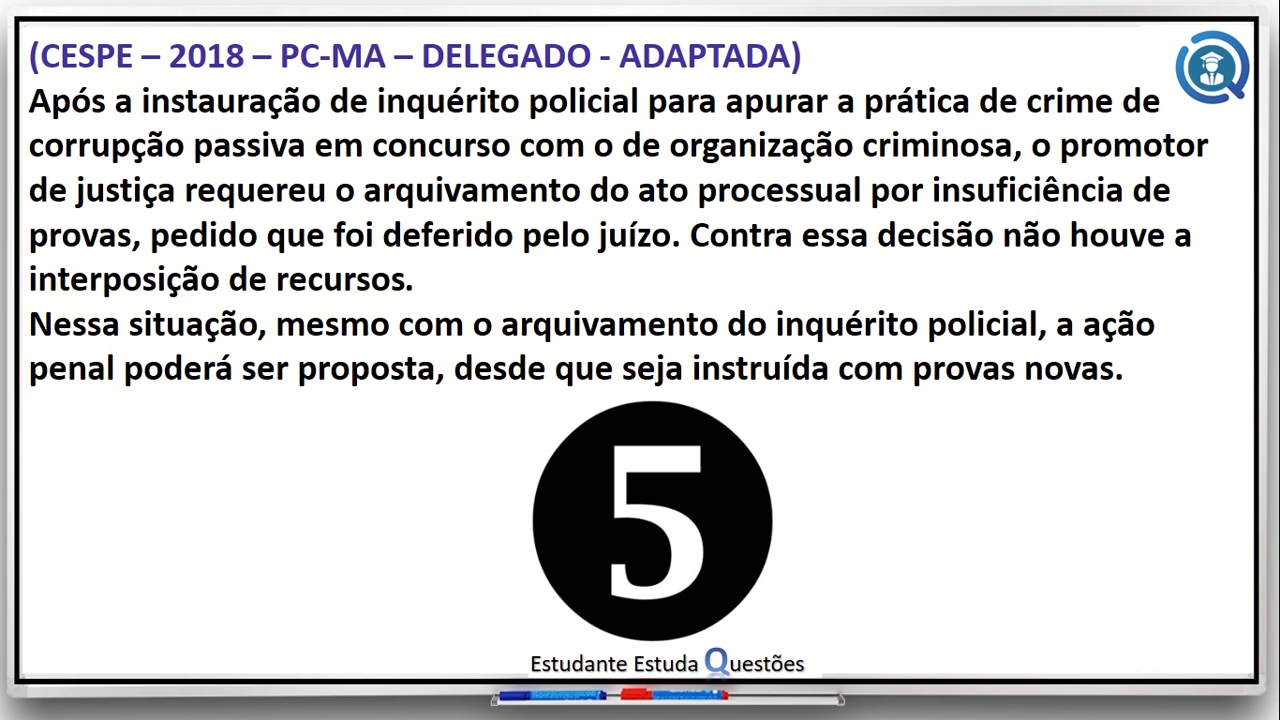 (CESPE – 2018 – PC-MA – DELEGADO - ADAPTADA)
Após a instauração de inquérito policial para apurar a prática de crime de
corrupção passiva em concurso com o de organização criminosa, o promotor
de justiça requereu o arquivamento do ato processual por insuficiência de
provas, pedido que foi deferido pelo juízo. Contra essa decisão não houve a
interposição de recursos.
Nessa situação, mesmo com o arquivamento do inquérito policial, a ação
penal poderá ser proposta, desde que seja instruída com provas novas.
5
Estudante Estuda Questões